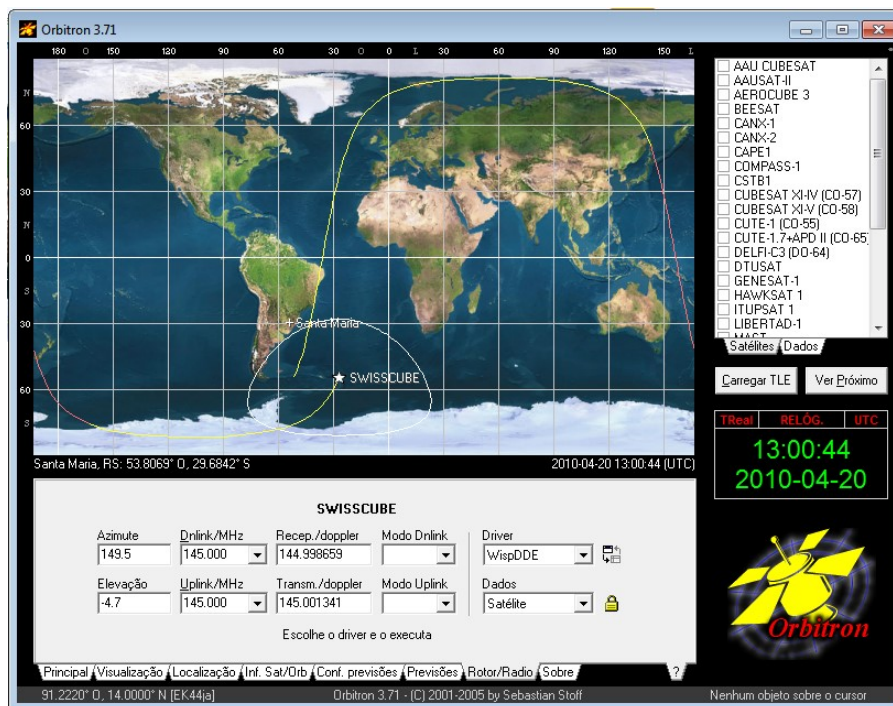 Orbitron 3.71
180 O 150 120 90 60 30 O 0 L 30 60 90 120 150 L
N
60
30
N
0
S
30
60
S
Santa Maria
SWISSCUBE
Santa Maria, RS: 53.8069° O, 29.6842° S 2010-04-20 13:00:44 (UTC)
AAU CUBESAT
AAUSAT-II
AEROCUBE 3
BEESAT
CANX-1
CANX-2
CAPE1
COMPASS-1
CSTB1
CUBESAT XI-IV (CO-57)
CUBESAT XI-V (CO-58)
CUTE-1 (CO-55)
CUTE-1.7+APD II (CO-65)
DELFI-C3 (DO-64)
DTUSAT
GENESAT-1
HAWKSAT 1
ITUPSAT 1
LIBERTAD-1
MAST
Satélites Dados
Carregar TLE Ver Próximo
TReal RELÓG. UTC
13:00:44
2010-04-20
Orbitron
SWISSCUBE
Azimute Dnlink/MHz Recep./doppler Modo Dnlink Driver
149.5 145.000 144.998659 WispDDE
Elevação Uplink/MHz Transm./doppler Modo Uplink Dados
-4.7 145.000 145.001341 Satélite
Escolhe o driver e o executa
Principal Visualização Localização Inf. Sat/Orb Conf. previsões Previsões Rotor/Radio Sobre ?
91.2220° O, 14.0000° N [EK44ja] Orbitron 3.71 - (C) 2001-2005 by Sebastian Stoff Nenhum objeto sobre o cursor